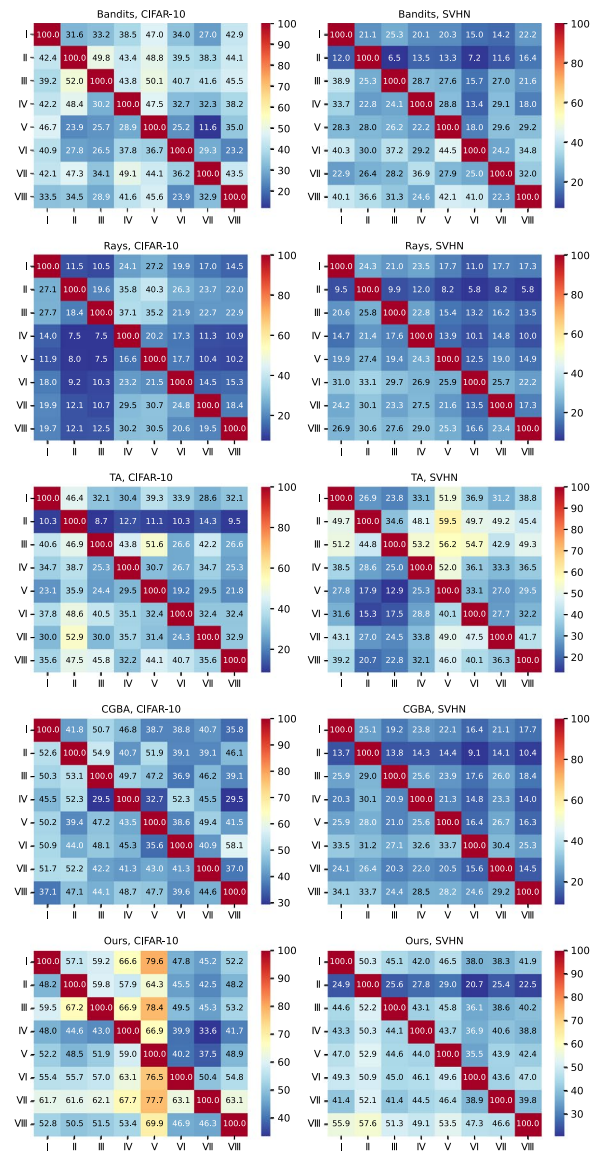 Bandits, CIFAR-10
I 100.0 31.6 33.2 38.5 47.0 34.0 27.0 42.9
II 42.4 100.0 49.8 43.4 48.8 39.5 38.3 44.1
III 39.2 52.0 100.0 43.8 50.1 40.7 41.6 45.5
IV 42.2 48.4 30.2 100.0 47.5 32.7 32.3 38.2
V 46.7 23.9 25.7 28.9 100.0 25.2 11.6 35.0
VI 40.9 27.8 26.5 37.8 36.7 100.0 29.3 23.2
VII 42.1 47.3 34.1 49.1 44.1 36.2 100.0 43.5
VIII 33.5 34.5 28.9 41.6 45.6 23.9 32.9 100.0
I II III IV V VI VII VIII
100
90
80
70
60
50
40
30
20
Bandits, SVHN
I 100.0 21.1 25.3 20.1 20.3 15.0 14.2 22.2
II 12.0 100.0 6.5 13.5 13.3 7.2 11.6 16.4
III 38.9 25.3 100.0 28.7 27.6 15.7 27.0 21.6
IV 33.7 22.8 24.1 100.0 28.8 13.4 29.1 18.0
V 28.3 28.0 26.2 22.2 100.0 18.0 29.6 29.2
VI 40.3 30.0 37.2 29.2 44.5 100.0 24.2 34.8
VII 22.9 26.4 28.2 36.9 27.9 25.0 100.0 32.0
VIII 40.1 36.6 31.3 24.6 42.1 41.0 22.3 100.0
I II III IV V VI VII VIII
100
80
60
40
20
Rays, CIFAR-10
I 100.0 11.5 10.5 24.1 27.2 19.9 17.0 14.5
II 27.1 100.0 19.6 35.8 40.3 26.3 23.7 22.0
III 27.7 18.4 100.0 37.1 35.2 21.9 22.7 22.9
IV 14.0 7.5 7.5 100.0 20.2 17.3 11.3 10.9
V 11.9 8.0 7.5 16.6 100.0 17.7 10.4 10.2
VI 18.0 9.2 10.3 23.2 21.5 100.0 14.5 15.3
VII 19.9 12.1 10.7 29.5 30.7 24.8 100.0 18.4
VIII 19.7 12.1 12.5 30.2 30.5 20.6 19.5 100.0
I II III IV V VI VII VIII
100
80
60
40
20
Rays, SVHN
I 100.0 24.3 21.0 23.5 17.7 11.0 17.7 17.3
II 9.5 100.0 9.9 12.0 8.2 5.8 8.2 5.8
III 20.6 25.8 100.0 22.8 15.4 13.2 16.2 13.5
IV 14.7 21.4 17.6 100.0 13.9 10.1 14.8 10.0
V 19.9 27.4 19.4 24.3 100.0 12.5 19.0 14.9
VI 31.0 33.1 29.7 26.9 25.9 100.0 25.7 22.2
VII 24.2 30.1 23.3 27.5 21.6 13.5 100.0 17.3
VIII 26.9 30.6 27.8 29.0 25.3 16.6 23.4 100.0
I II III IV V VI VII VIII
100
80
60
40
20
TA, CIFAR-10
I 100.0 46.4 32.1 30.4 39.3 33.9 28.6 32.1
II 10.3 100.0 8.7 12.7 11.1 10.3 14.3 9.5
III 40.6 46.9 100.0 43.8 51.6 26.6 42.2 26.6
IV 34.7 38.7 25.3 100.0 30.7 26.7 34.7 25.3
V 23.1 35.9 24.4 29.5 100.0 19.2 29.5 21.8
VI 37.8 48.6 40.5 35.1 32.4 100.0 32.4 32.4
VII 30.0 52.9 30.0 35.7 31.4 24.3 100.0 32.9
VIII 35.6 47.5 45.8 32.2 44.1 40.7 35.6 100.0
I II III IV V VI VII VIII
100
80
60
40
20
TA, SVHN
I 100.0 26.9 23.8 33.1 51.9 36.9 31.2 38.8
II 49.7 100.0 34.6 48.1 59.5 49.7 49.2 45.4
III 51.2 44.8 100.0 53.2 56.2 54.7 42.9 49.3
IV 38.5 28.6 25.0 100.0 52.0 36.1 33.3 36.5
V 27.8 17.9 12.9 25.3 100.0 33.1 27.0 29.5
VI 31.6 15.3 17.5 28.8 40.1 100.0 27.7 32.2
VII 43.1 27.0 24.5 33.8 49.0 47.5 100.0 41.7
VIII 39.2 20.7 22.8 32.1 46.0 40.1 36.3 100.0
I II III IV V VI VII VIII
100
90
80
70
60
50
40
30
20
CGBA, CIFAR-10
I 100.0 41.8 50.7 46.8 38.7 38.8 40.7 35.8
II 52.6 100.0 54.9 40.7 51.9 39.1 39.1 46.1
III 50.3 53.1 100.0 49.7 47.2 36.9 46.2 39.1
IV 45.5 52.3 29.5 100.0 32.7 52.3 45.5 29.5
V 50.2 39.4 47.2 43.5 100.0 38.6 49.4 41.5
VI 50.9 44.0 48.1 45.3 35.6 100.0 40.9 58.1
VII 51.7 52.2 42.2 41.3 43.0 41.3 100.0 37.0
VIII 37.1 47.1 44.1 48.7 47.7 39.6 44.6 100.0
I II III IV V VI VII VIII
100
90
80
70
60
50
40
30
CGBA, SVHN
I 100.0 25.1 19.2 23.8 22.1 16.4 21.1 17.7
II 13.7 100.0 13.8 14.3 14.4 9.1 14.1 10.4
III 25.9 29.0 100.0 25.6 23.9 17.6 26.0 18.4
IV 20.3 30.1 20.9 100.0 21.3 14.8 23.3 14.0
V 25.9 28.0 21.0 25.6 100.0 16.4 26.7 16.3
VI 33.5 31.2 27.1 32.6 33.7 100.0 30.4 25.3
VII 24.1 26.4 20.3 22.0 20.5 15.6 100.0 14.5
VIII 34.1 33.7 24.4 28.5 28.2 24.6 29.2 100.0
I II III IV V VI VII VIII
100
80
60
40
20
Ours, CIFAR-10
I 100.0 57.1 59.2 66.6 79.6 47.8 45.2 52.2
II 48.2 100.0 59.8 57.9 64.3 45.5 42.5 48.2
III 59.5 67.2 100.0 66.9 78.4 49.5 45.3 53.2
IV 48.0 44.6 43.0 100.0 66.9 39.9 33.6 41.7
V 52.2 48.5 51.9 59.0 100.0 40.2 37.5 48.9
VI 55.4 55.7 57.0 63.1 76.5 100.0 50.4 54.8
VII 61.7 61.6 62.1 67.7 77.7 63.1 100.0 63.1
VIII 52.8 50.5 51.5 53.4 69.9 46.9 46.3 100.0
I II III IV V VI VII VIII
100
90
80
70
60
50
40
Ours, SVHN
I 100.0 50.3 45.1 42.0 46.5 38.0 38.3 41.9
II 24.9 100.0 25.6 27.8 29.0 20.7 25.4 22.5
III 44.6 52.2 100.0 43.1 45.8 36.1 38.6 40.2
IV 43.3 50.3 44.1 100.0 43.7 36.9 40.6 38.8
V 47.0 52.9 44.6 44.0 100.0 35.5 43.9 42.4
VI 49.3 50.9 45.0 46.1 49.6 100.0 43.6 47.0
VII 41.4 52.1 41.4 44.5 46.4 38.9 100.0 39.8
VIII 55.9 57.6 51.3 49.1 53.5 47.3 46.6 100.0
I II III IV V VI VII VIII
100
90
80
70
60
50
40
30